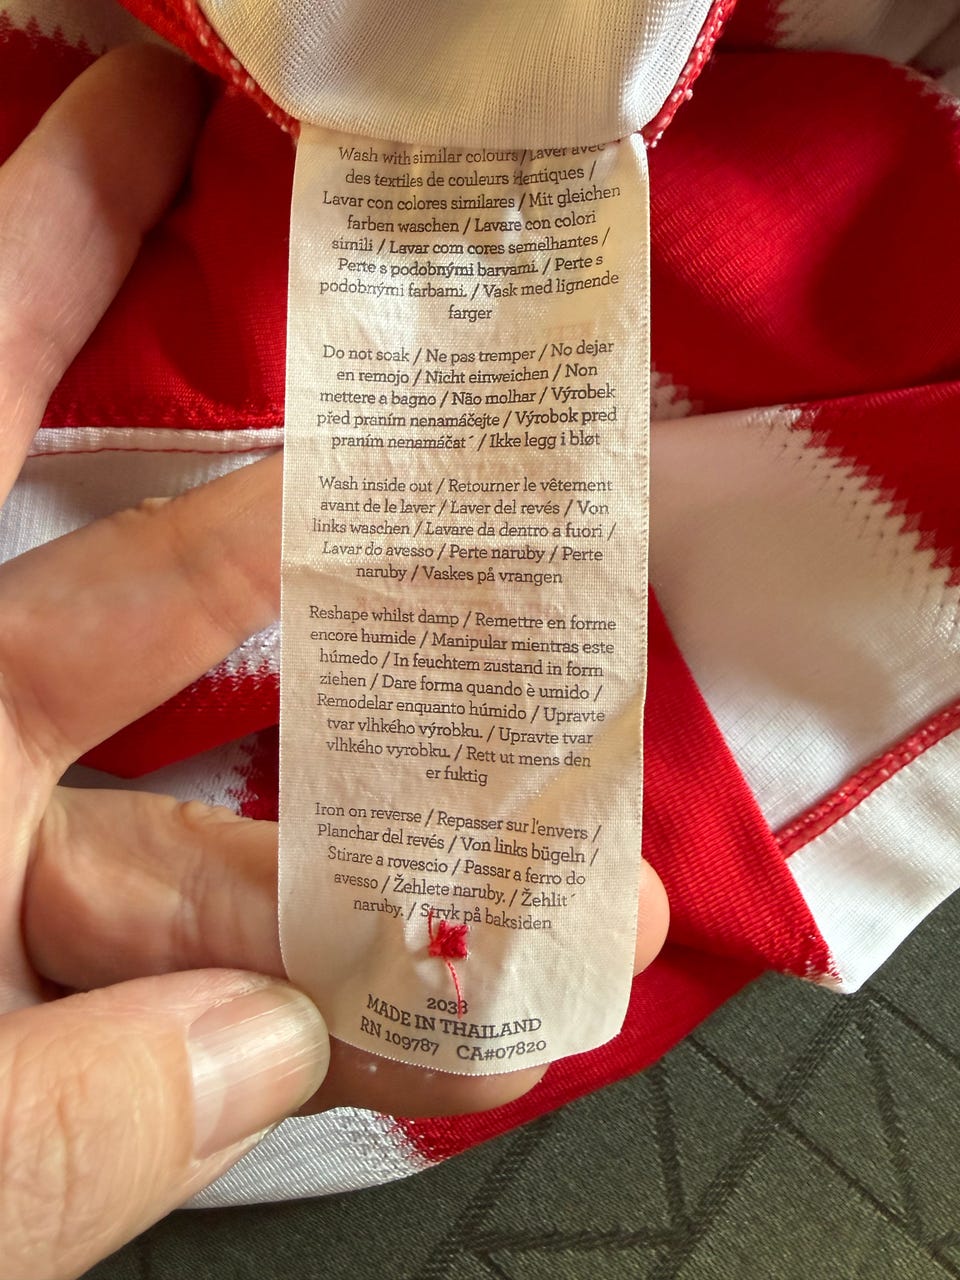 Wash with similar colours / Laver avec
des textiles de couleurs identiques /
Lavar con colores similares / Mit gleichen
farben waschen / Lavare con colori
simili / Lavar com cores semelhantes /
Perte s podobnými barvami. / Perte s
podobnými farbami. / Vask med lignende
farger
Do not soak / Ne pas tremper / No dejar
en remojo / Nicht einweichen / Non
mettere a bagno / Não molhar / Výrobek
před praním nenamáčejte / Výrobok pred
praním nenamáčat´ / Ikke legg i bløt
Wash inside out / Retourner le vêtement
avant de le laver / Laver del revés / Von
links waschen / Lavare da dentro a fuori /
Lavar do avesso / Perte naruby / Perte
naruby / Vaskes på vrangen
Reshape whilst damp / Remettre en forme
encore humide / Manipular mientras este
húmedo / In feuchtem zustand in form
ziehen / Dare forma quando è umido /
Remodelar enquanto húmido / Upravte
tvar vlhkého výrobku. / Upravte tvar
vlhkého vyrobku. / Rett ut mens den
er fuktig
Iron on reverse / Repasser sur l'envers /
Planchar del revés / Von links bügeln /
Stirare a rovescio / Passar a ferro do
avesso / Žehlete naruby. / Žehlit´
naruby. / Stryk på baksiden
2033
MADE IN THAILAND
RN 109787 CA#07820